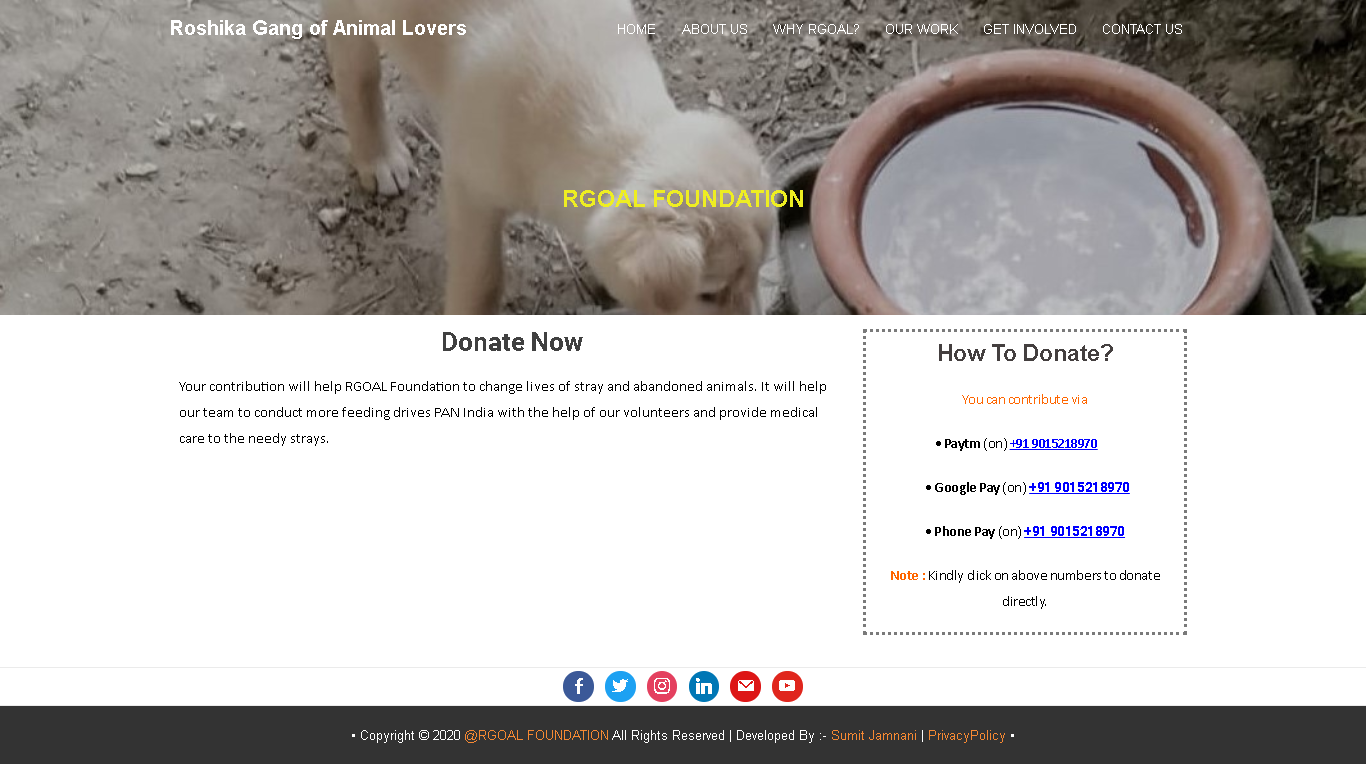 Roshika Gang of Animal Lovers
HOME ABOUT US WHY RGOAL? OUR WORK GET INVOLVED CONTACT US
RGOAL FOUNDATION
Donate Now
Your contribution will help RGOAL Foundation to change lives of stray and abandoned animals. It will help
our team to conduct more feeding drives PAN India with the help of our volunteers and provide medical
care to the needy strays.
How To Donate?
You can contribute via
• Paytm (on) +91 9015218970
• Google Pay (on) +91 9015218970
• Phone Pay (on) +91 9015218970
Note : Kindly click on above numbers to donate
directly.
• Copyright © 2020 @RGOAL FOUNDATION All Rights Reserved | Developed By :- Sumit Jamnani | PrivacyPolicy •